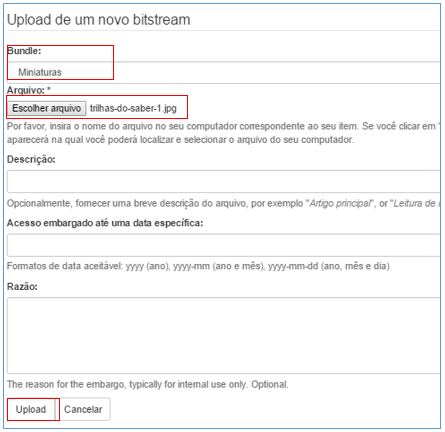 Upload de um novo bitstream
Bundle:
Miniaturas
Arquivo: *
Escolher arquivo trilhas-do-saber-1.jpg
Por favor, insira o nome do arquivo no seu computador correspondente ao seu item. Se você clicar em "
aparecerá na qual você poderá localizar e selecionar o arquivo do seu computador.
Descrição:
Opcionalmente, fornecer uma breve descrição do arquivo, por exemplo "Artigo principal", or "Leitura de
Acesso embargado até uma data específica:
Formatos de data aceitável: yyyy (ano), yyyy-mm (ano e mês), yyyy-mm-dd (ano, mês e dia)
Razão:
The reason for the embargo, typically for internal use only. Optional.
Upload Cancelar